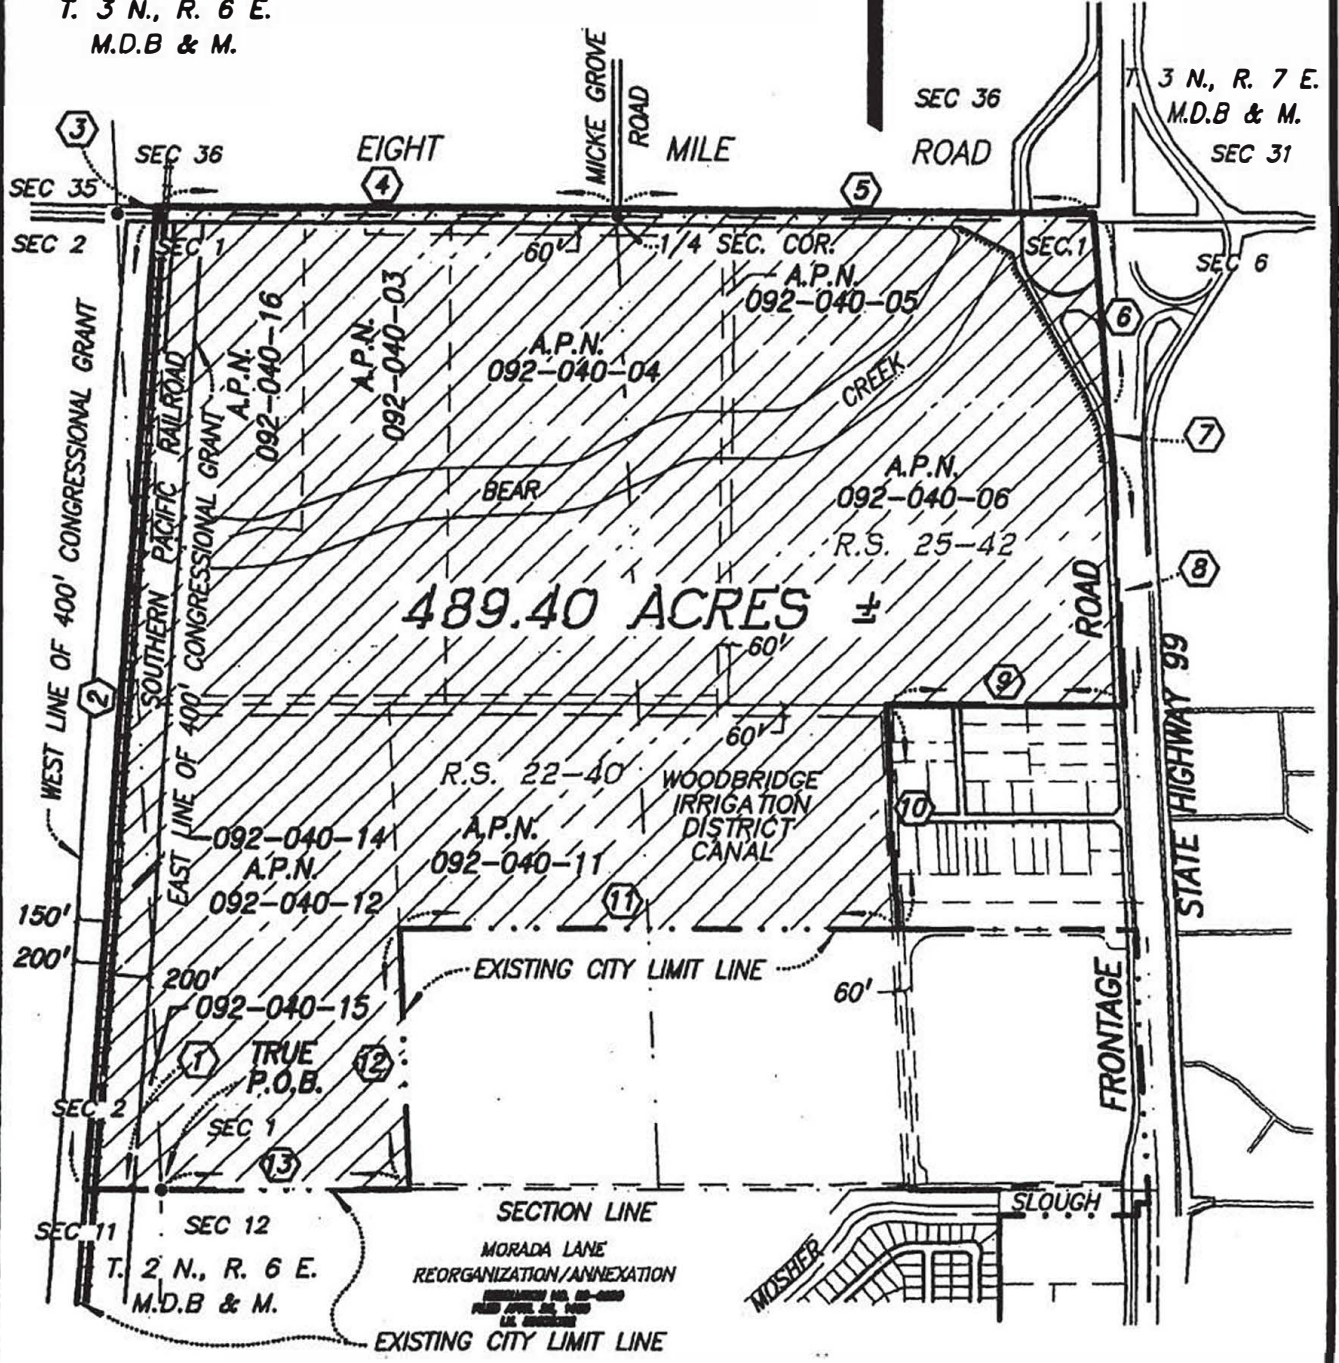 T. 3 N., R. 6 E.
M.D.B & M.
MICKE GROVE
ROAD
SEC 36
T. 3 N., R. 7 E.
M.D.B & M.
SEC 31
3
SEC 36
EIGHT
MILE
ROAD
SEC 35
4
5
SEC 2
SEC 1
60'
1/4 SEC. COR.
SEC.1
SEC 6
A.P.N.
092-040-05
A.P.N.
092-040-16
A.P.N.
092-040-03
A.P.N.
092-040-04
6
CREEK
7
BEAR
A.P.N.
092-040-06
R.S. 25-42
8
WEST LINE OF 400' CONGRESSIONAL GRANT
SOUTHERN PACIFIC RAILROAD
EAST LINE OF 400' CONGRESSIONAL GRANT
489.40 ACRES ±
ROAD
60'
2
9
STATE HIGHWAY 99
60'
R.S. 22-40
WOODBRIDGE
IRRIGATION
DISTRICT
CANAL
10
092-040-14
A.P.N.
092-040-12
A.P.N.
092-040-11
11
150'
200'
200'
EXISTING CITY LIMIT LINE
60'
092-040-15
FRONTAGE
1
TRUE
P.O.B.
12
SEC 2
SEC 1
13
SLOUGH
SECTION LINE
SEC 11
SEC 12
MORADA LANE
REORGANIZATION/ANNEXATION
MOSHER
T. 2 N., R. 6 E.
M.D.B & M.
EXISTING CITY LIMIT LINE